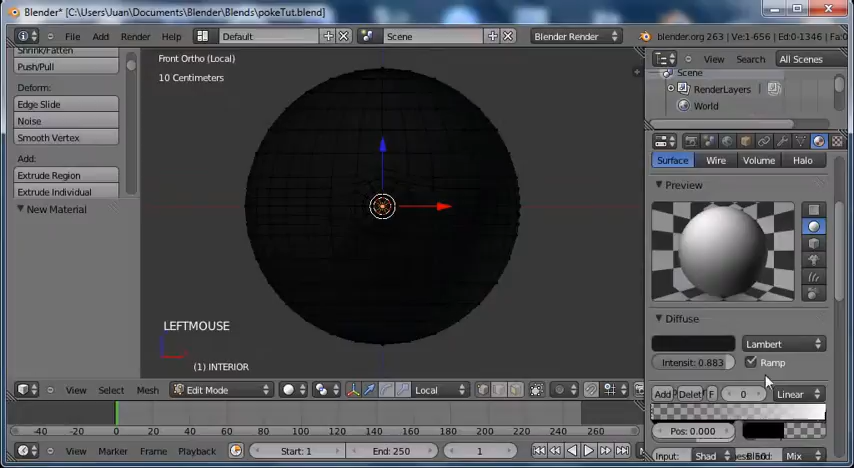 Blender* [C:\Users\Juan\Documents\Blender\Blends\pokeTut.blend]
File Add Render Help Default Scene Blender Render blender.org 263 | Ve:1-656 | Ed:0-1346 | Fa:0
Shrink/Fatten
Push/Pull
Deform:
Edge Slide
Noise
Smooth Vertex
Add:
Extrude Region
Extrude Individual
New Material
Front Ortho (Local)
10 Centimeters
LEFTMOUSE
(1) INTERIOR
View Search All Scenes
Scene
RenderLayers
World
Surface Wire Volume Halo
Preview
Diffuse
Lambert
Intensit: 0.883 Ramp
Add Delet F 0 Linear
Pos: 0.000
Input: Shad Mix
View Select Mesh Edit Mode Local
-40 -20 0 20 40 60 80 100 120 140 160 180 200 220 240 260
View Marker Frame Playback Start: 1 End: 250 1